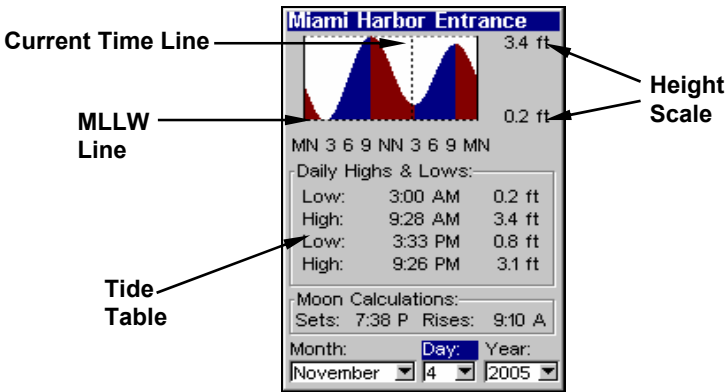 Miami Harbor Entrance
Current Time Line
3.4 ft
Height
Scale
MLLW
Line
0.2 ft
MN 3 6 9 NN 3 6 9 MN
Daily Highs & Lows:
Low: 3:00 AM 0.2 ft
High: 9:28 AM 3.4 ft
Low: 3:33 PM 0.8 ft
High: 9:26 PM 3.1 ft
Tide
Table
Moon Calculations:
Sets: 7:38 P Rises: 9:10 A
Month: Day: Year:
November 4 2005